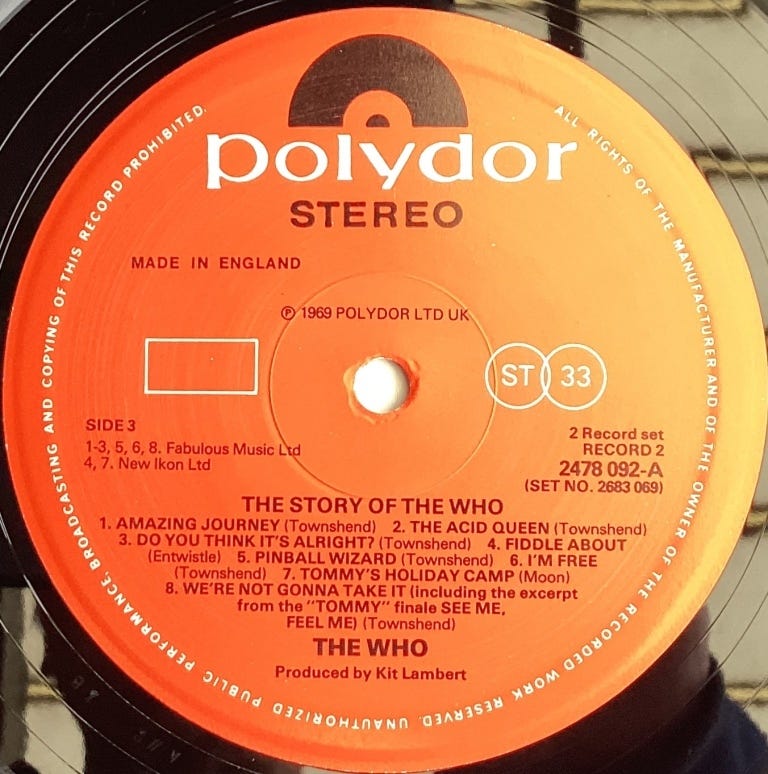 polydor
STEREO
MADE IN ENGLAND
℗ 1969 POLYDOR LTD UK
ST 33
SIDE 3
1-3, 5, 6, 8. Fabulous Music Ltd
4, 7. New Ikon Ltd
2 Record set
RECORD 2
2478 092-A
(SET NO. 2683 069)
THE STORY OF THE WHO
1. AMAZING JOURNEY (Townshend) 2. THE ACID QUEEN (Townshend)
3. DO YOU THINK IT'S ALRIGHT? (Townshend) 4. FIDDLE ABOUT
(Entwistle) 5. PINBALL WIZARD (Townshend) 6. I'M FREE
(Townshend) 7. TOMMY'S HOLIDAY CAMP (Moon)
8. WE'RE NOT GONNA TAKE IT (including the excerpt
from the "TOMMY" finale SEE ME,
FEEL ME) (Townshend)
THE WHO
Produced by Kit Lambert
ALL RIGHTS OF THE MANUFACTURER AND OF THE OWNER OF THE RECORDED WORK RESERVED. UNAUTHORIZED PUBLIC PERFORMANCE, BROADCASTING AND COPYING OF THIS RECORD PROHIBITED.